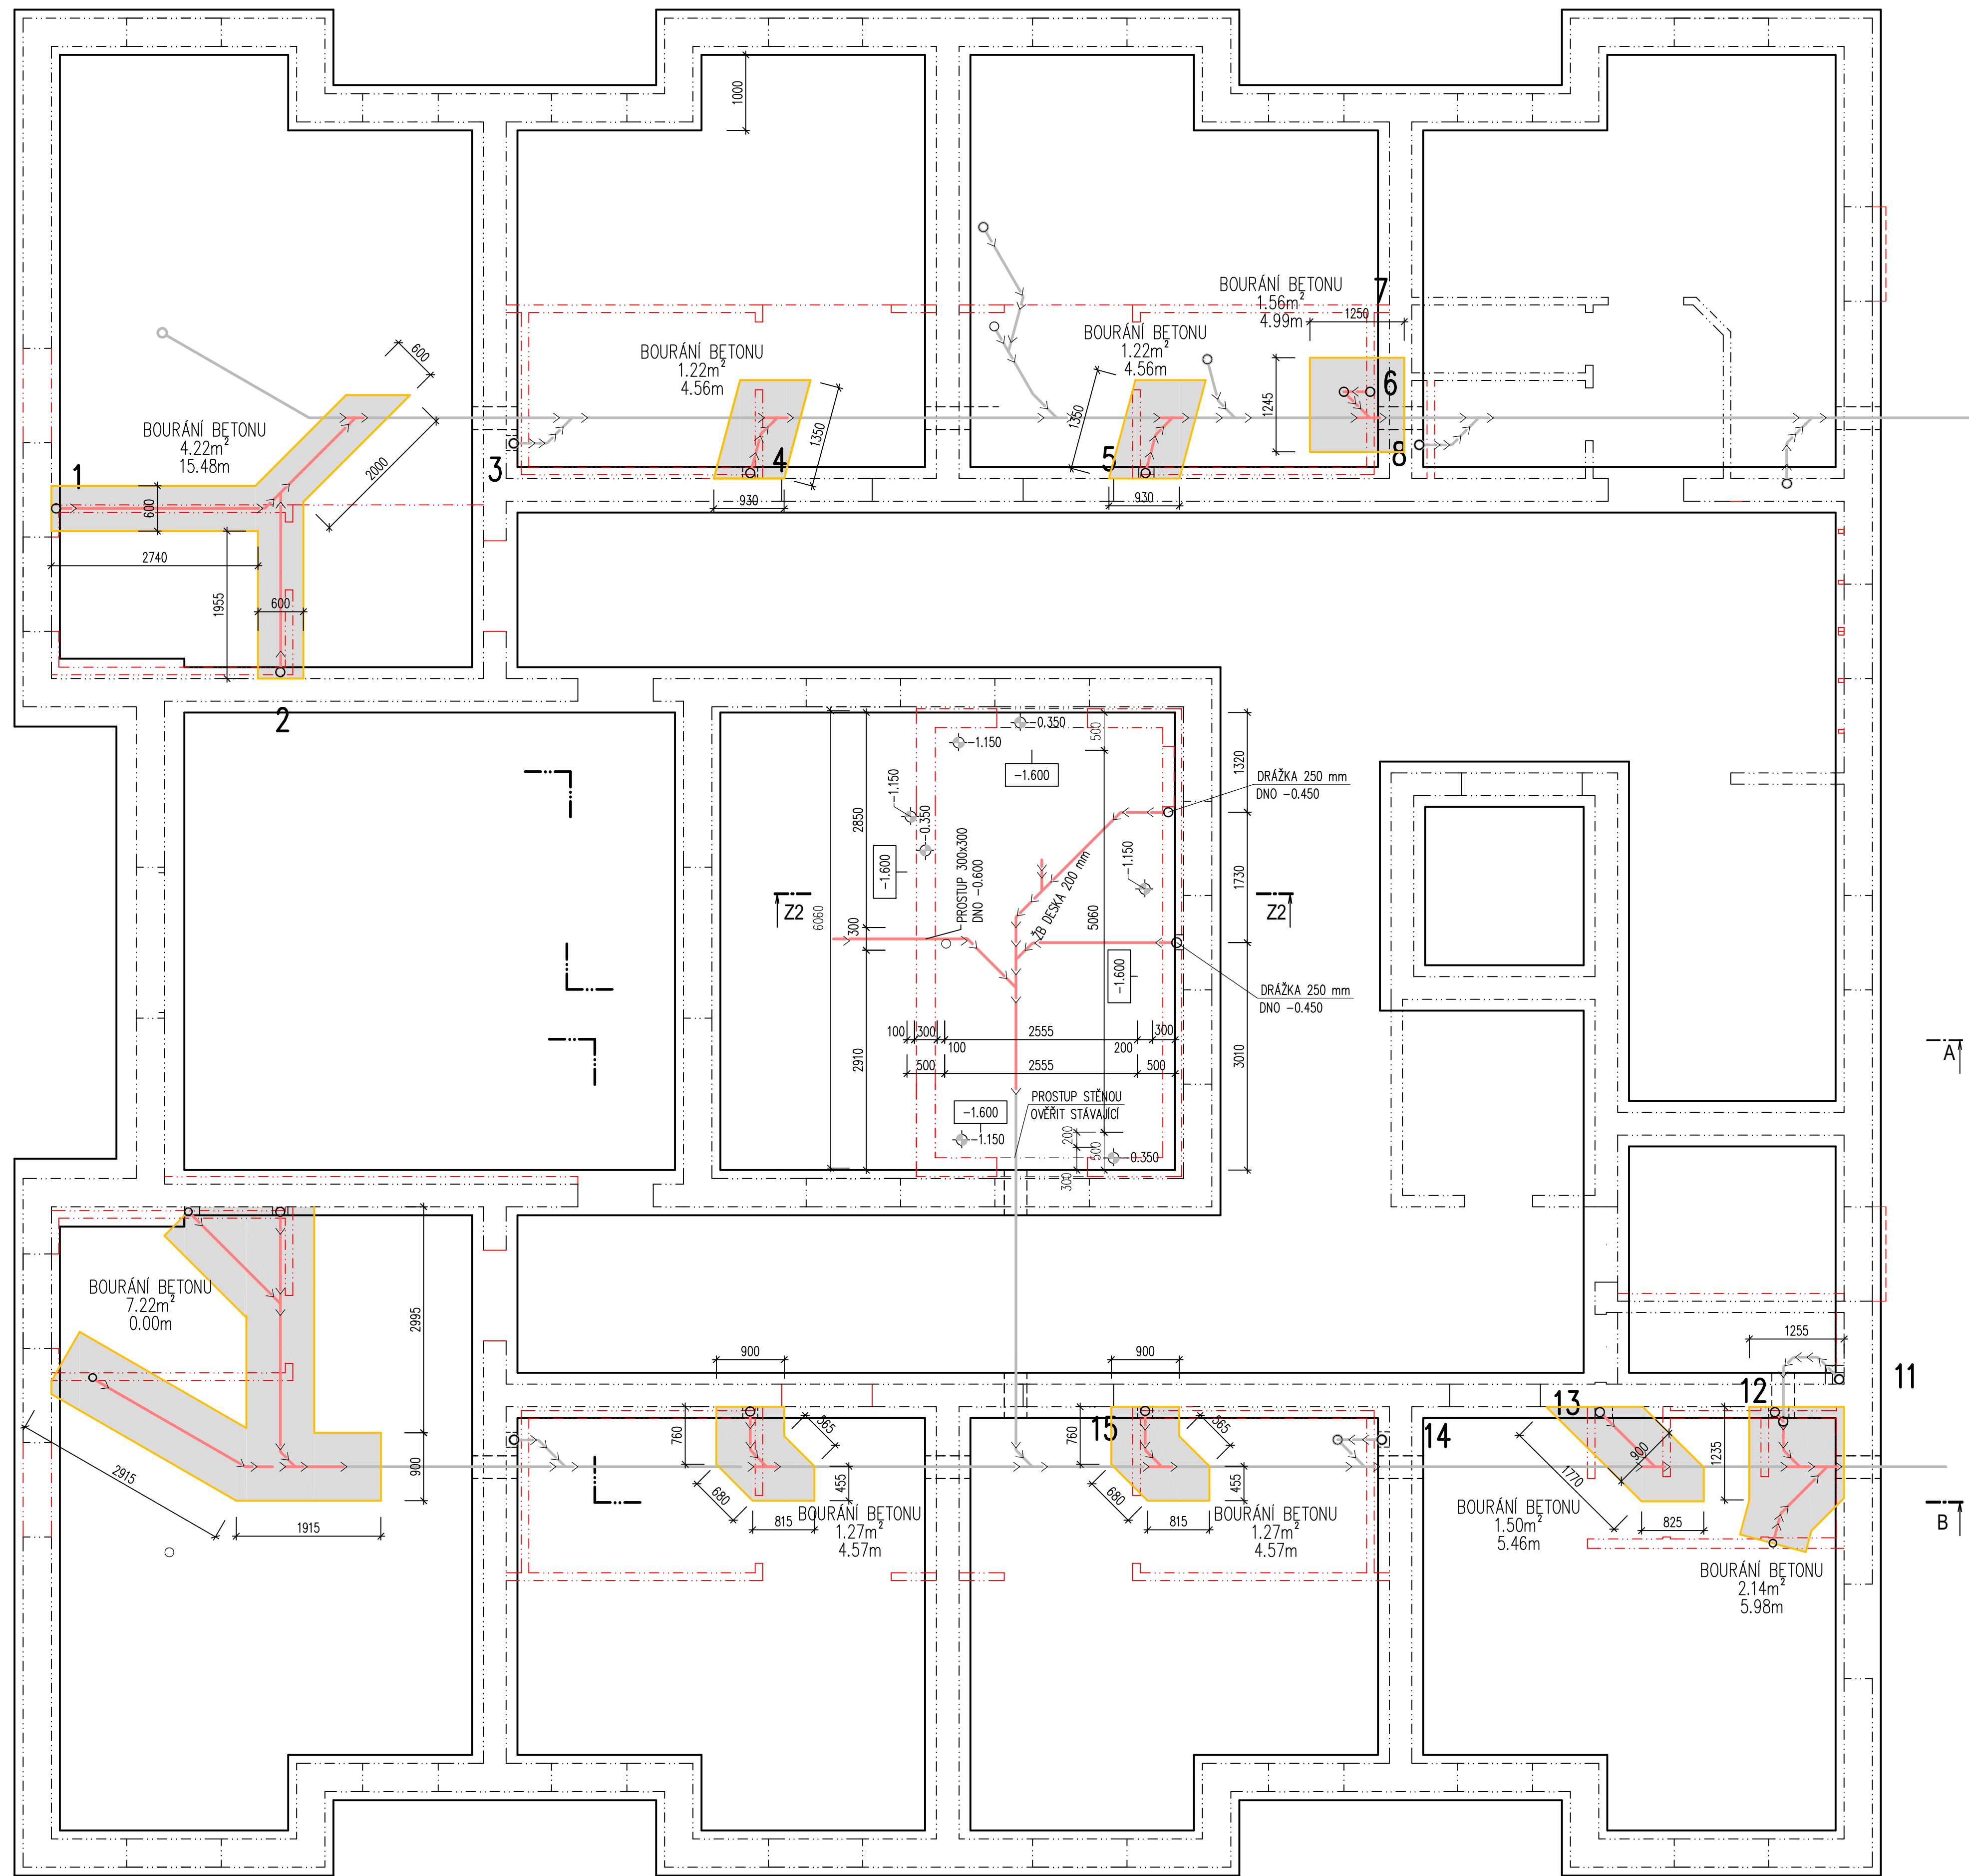 1000
BOURÁNÍ BETONU
1.56m²
4.99m
7
1250
BOURÁNÍ BETONU
1.22m²
4.56m
BOURÁNÍ BETONU
1.22m²
4.56m
600
1350
1350
1245
6
BOURÁNÍ BETONU
4.22m²
15.48m
2000
1
3
4
5
8
600
930
930
2740
1955
600
2
-0.350
-1.150
-1.600
500
1320
DRÁŽKA 250 mm
DNO -0.450
-1.150
-0.350
2850
-1.600
PROSTUP 300x300
DNO -0.600
-1.150
ŽB DESKA 200 mm
1730
Z2
Z2
6060
300
5060
-1.600
DRÁŽKA 250 mm
DNO -0.450
100
300
2555
300
100
200
500
2555
500
2910
3010
A
PROSTUP STĚNOU
OVĚŘIT STÁVAJÍCÍ
-1.600
-1.150
200
500
300
-0.350
BOURÁNÍ BETONU
7.22m²
0.00m
2995
900
900
1255
11
12
13
14
15
760
565
760
565
900
1235
2915
900
680
455
680
455
1770
1915
815
815
825
BOURÁNÍ BETONU
1.27m²
4.57m
BOURÁNÍ BETONU
1.27m²
4.57m
BOURÁNÍ BETONU
1.50m²
5.46m
B
BOURÁNÍ BETONU
2.14m²
5.98m